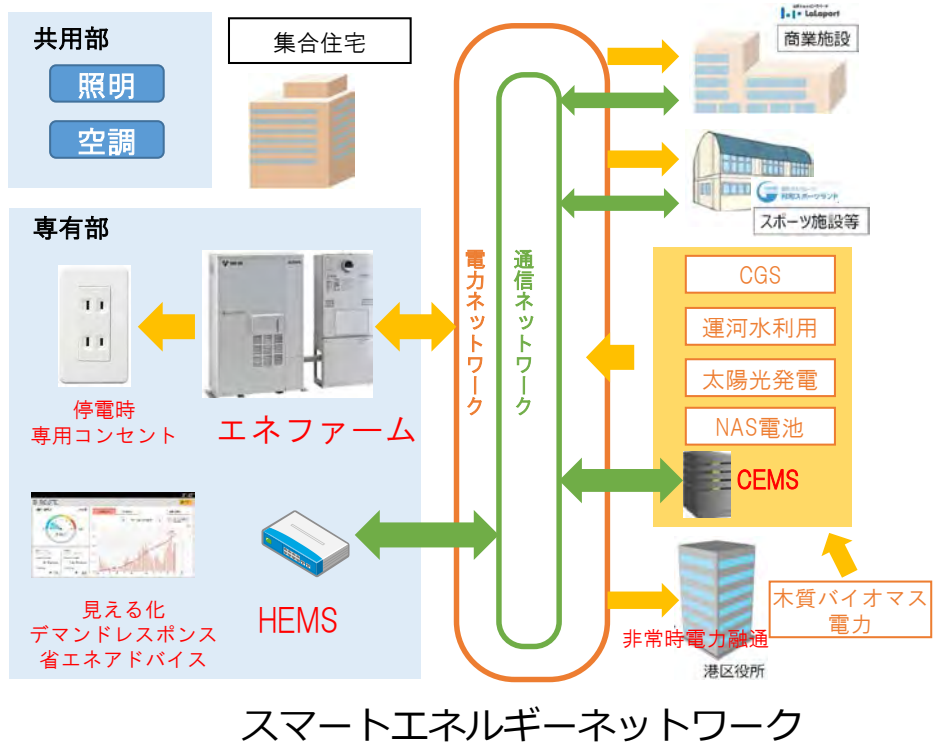 共用部
照明
空調
集合住宅
LaLaport
商業施設
スポーツ施設等
専有部
停電時
専用コンセント
エネファーム
見える化
デマンドレスポンス
省エネアドバイス
HEMS
電力ネットワーク
通信ネットワーク
CGS
運河水利用
太陽光発電
NAS電池
CEMS
木質バイオマス
電力
非常時電力融通
港区役所
スマートエネルギーネットワーク